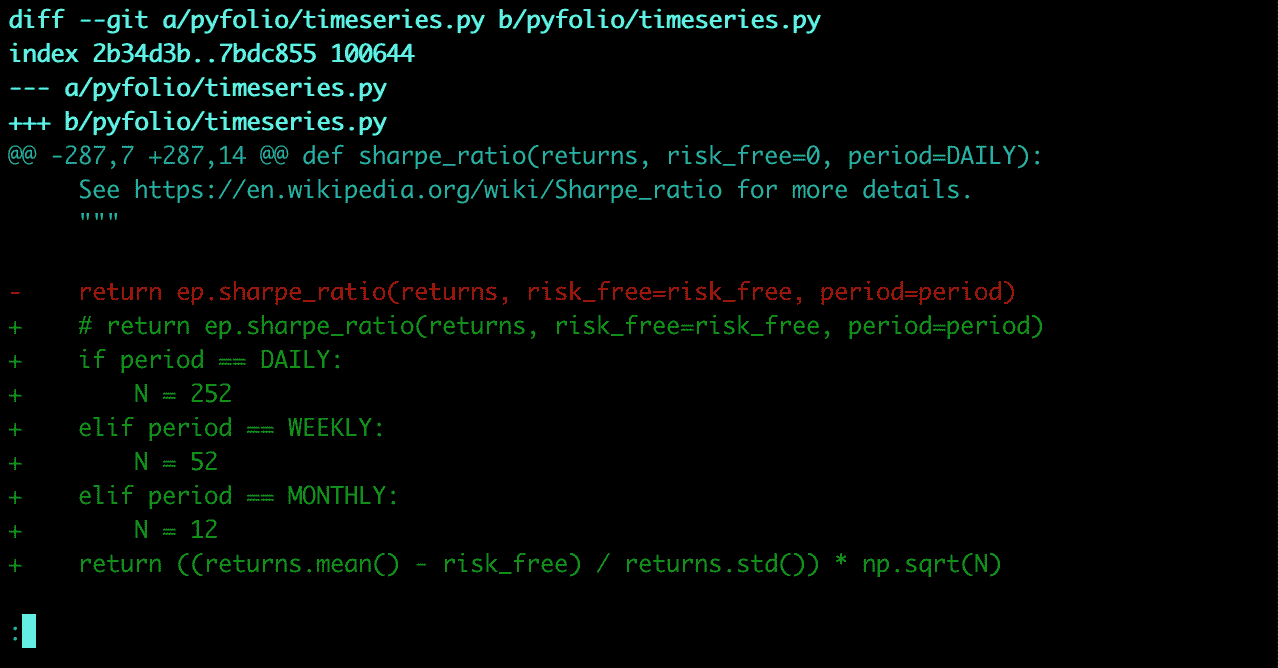 diff --git a/pyfolio/timeseries.py b/pyfolio/timeseries.py
index 2b34d3b..7bdc855 100644
--- a/pyfolio/timeseries.py
+++ b/pyfolio/timeseries.py
@@ -287,7 +287,14 @@ def sharpe_ratio(returns, risk_free=0, period=DAILY):
     See https://en.wikipedia.org/wiki/Sharpe_ratio for more details.
     """
-    return ep.sharpe_ratio(returns, risk_free=risk_free, period=period)
+    # return ep.sharpe_ratio(returns, risk_free=risk_free, period=period)
+    if period == DAILY:
+        N = 252
+    elif period == WEEKLY:
+        N = 52
+    elif period == MONTHLY:
+        N = 12
+    return ((returns.mean() - risk_free) / returns.std()) * np.sqrt(N)
: